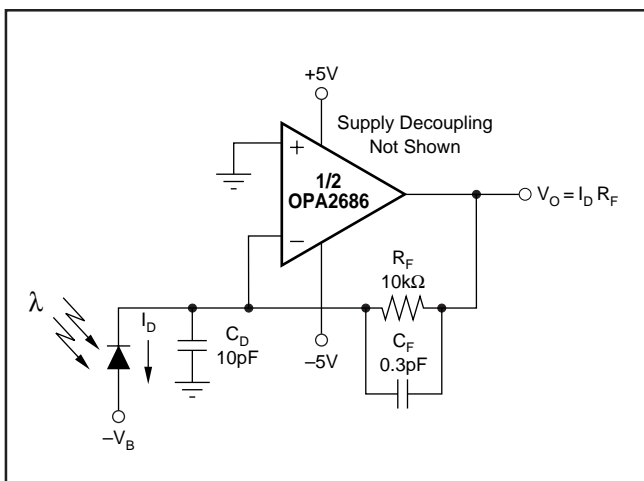 +5V
Supply Decoupling
Not Shown
+
1/2
OPA2686
−
V_O = I_D R_F
R_F
10kΩ
C_F
0.3pF
−5V
λ
I_D
C_D
10pF
−V_B